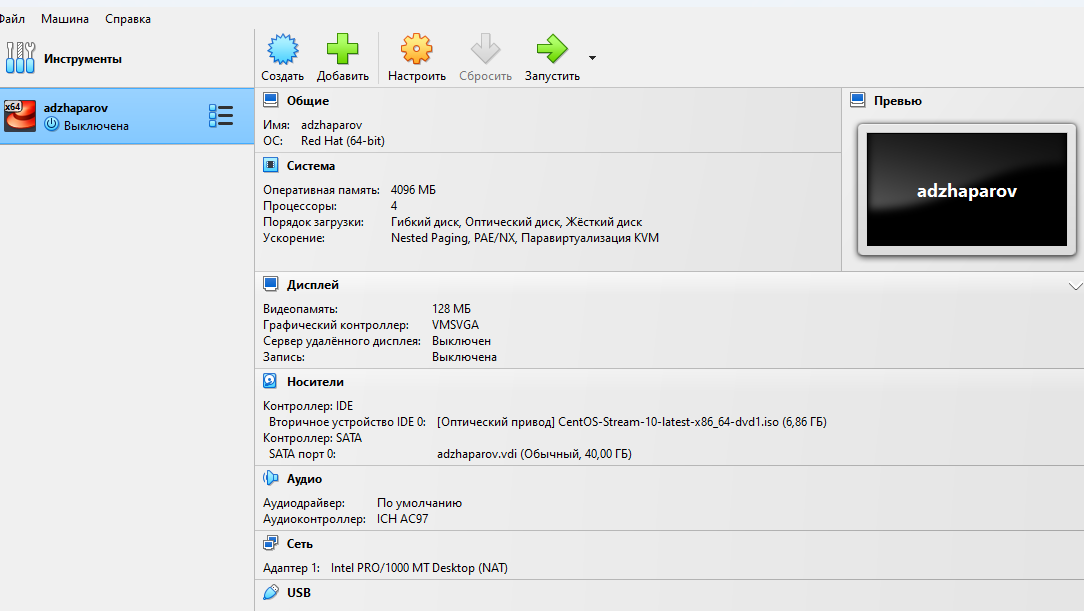 Файл Машина Справка
Инструменты
Создать Добавить Настроить Сбросить Запустить
x64
adzhaparov
Выключена
Общие
Имя: adzhaparov
ОС: Red Hat (64-bit)
Превью
adzhaparov
Система
Оперативная память: 4096 МБ
Процессоры: 4
Порядок загрузки: Гибкий диск, Оптический диск, Жёсткий диск
Ускорение: Nested Paging, PAE/NX, Паравиртуализация KVM
Дисплей
Видеопамять: 128 МБ
Графический контроллер: VMSVGA
Сервер удалённого дисплея: Выключен
Запись: Выключена
Носители
Контроллер: IDE
Вторичное устройство IDE 0: [Оптический привод] CentOS-Stream-10-latest-x86_64-dvd1.iso (6,86 ГБ)
Контроллер: SATA
SATA порт 0: adzhaparov.vdi (Обычный, 40,00 ГБ)
Аудио
Аудиодрайвер: По умолчанию
Аудиоконтроллер: ICH AC97
Сеть
Адаптер 1: Intel PRO/1000 MT Desktop (NAT)
USB